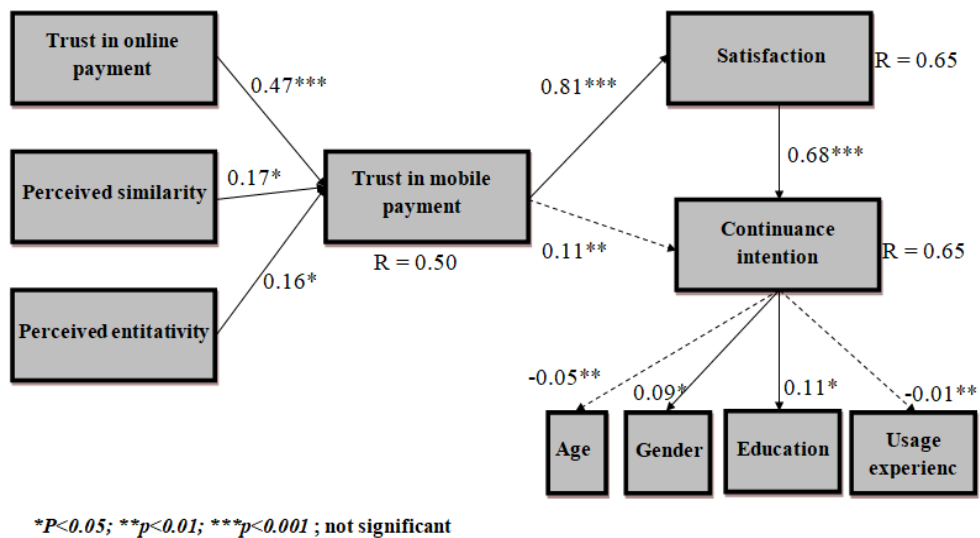 Trust in online
payment
0.47***
Perceived similarity
0.17*
Perceived entitativity
0.16*
Trust in mobile
payment
R = 0.50
0.81***
0.11**
Satisfaction
R = 0.65
0.68***
Continuance
intention
R = 0.65
-0.05**
0.09*
0.11*
-0.01**
Age
Gender
Education
Usage
experienc
*P<0.05; **p<0.01; ***p<0.001 ; not significant